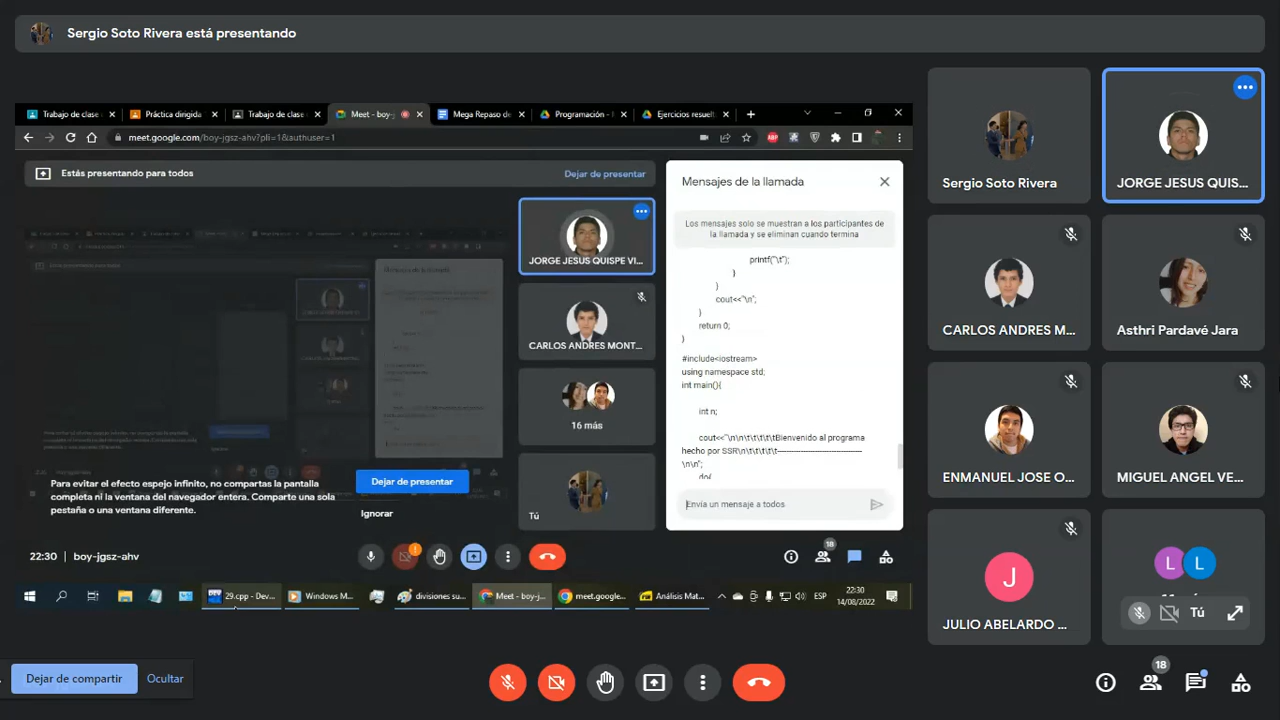 Sergio Soto Rivera está presentando
Trabajo de clase
Práctica dirigida
Trabajo de clase
Meet - boy-
Mega Repaso de
Programación -
Ejercicios resuelt
meet.google.com/boy-jgsz-ahv?pli=1&authuser=1
Estás presentando para todos
Dejar de presentar
JORGE JESUS QUISPE VI...
CARLOS ANDRES MONT...
16 más
Tú
Para evitar el efecto espejo infinito, no compartas la pantalla
completa ni la ventana del navegador entera. Comparte una sola
pestaña o una ventana diferente.
Dejar de presentar
Ignorar
Mensajes de la llamada
Los mensajes solo se muestran a los participantes de
la llamada y se eliminan cuando termina
printf("\t");
}
}
cout<<"\n";
}
return 0;
}
#include<iostream>
using namespace std;
int main(){
int n;
cout<<"\n\n\t\t\t\t\tBienvenido al programa
hecho por SSR\n\t\t\t\t\t-----------------------------------
\n\n";
do{
Envía un mensaje a todos
22:30 | boy-jgsz-ahv
18
29.cpp - Dev...
Windows M...
divisiones su...
Meet - boy-j...
meet.google...
Análisis Mat...
ESP
22:30
14/08/2022
Sergio Soto Rivera
JORGE JESUS QUIS...
CARLOS ANDRES M...
Asthri Pardavé Jara
ENMANUEL JOSE O...
MIGUEL ANGEL VE...
J
JULIO ABELARDO ...
L
L
Tú
Dejar de compartir
Ocultar
18